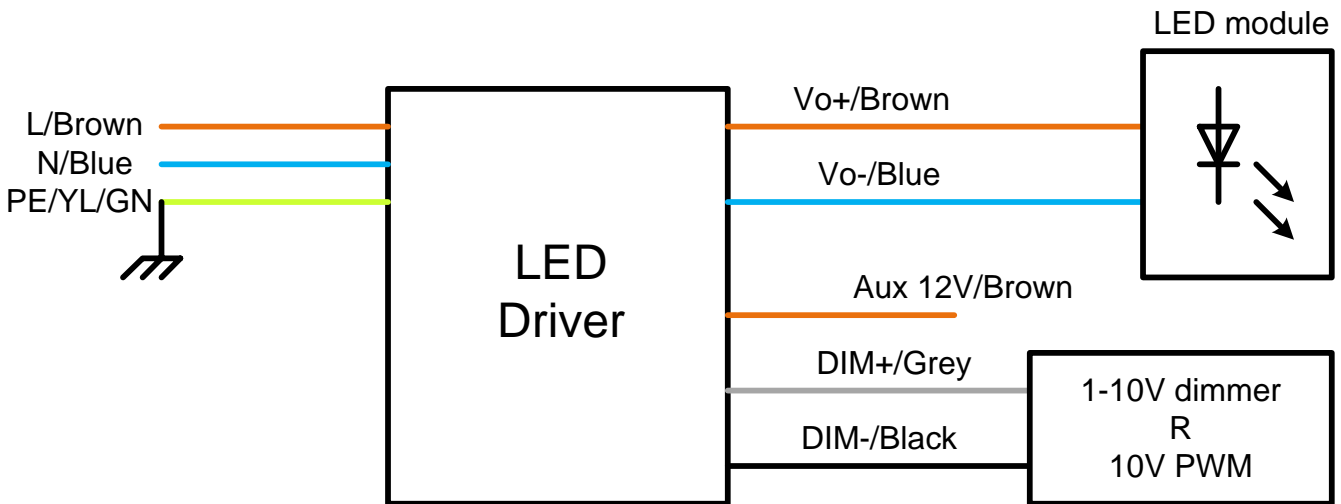 LED module
Vo+/Brown
L/Brown
N/Blue
Vo-/Blue
PE/YL/GN
LED
Driver
Aux 12V/Brown
DIM+/Grey
1-10V dimmer
R
10V PWM
DIM-/Black